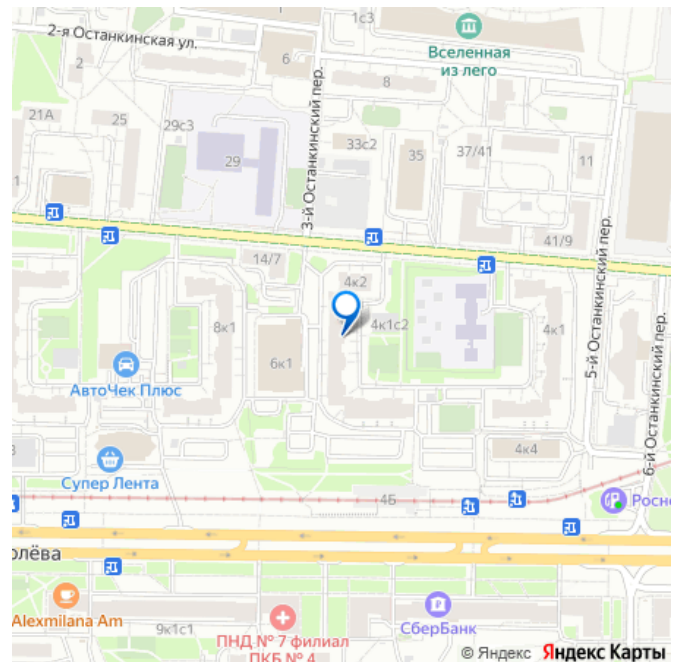 1с3
2-я Останкинская ул.
Вселенная
из лего
2
6
8
3-й Останкинский пер.
21А
25
29с3
29
33с2
35
37/41
11
1
41/9
14/7
4к2
4к1с2
8к1
6к1
4к1
5-й Останкинский пер.
6-й Останкинский пер.
АвтоЧек Плюс
4к4
Супер Лента
4Б
Росн
олёва
Alexmilana Am
9к1с1
ПНД № 7 филиал
ПКБ № 4
СберБанк
© Яндекс Яндекс Карты